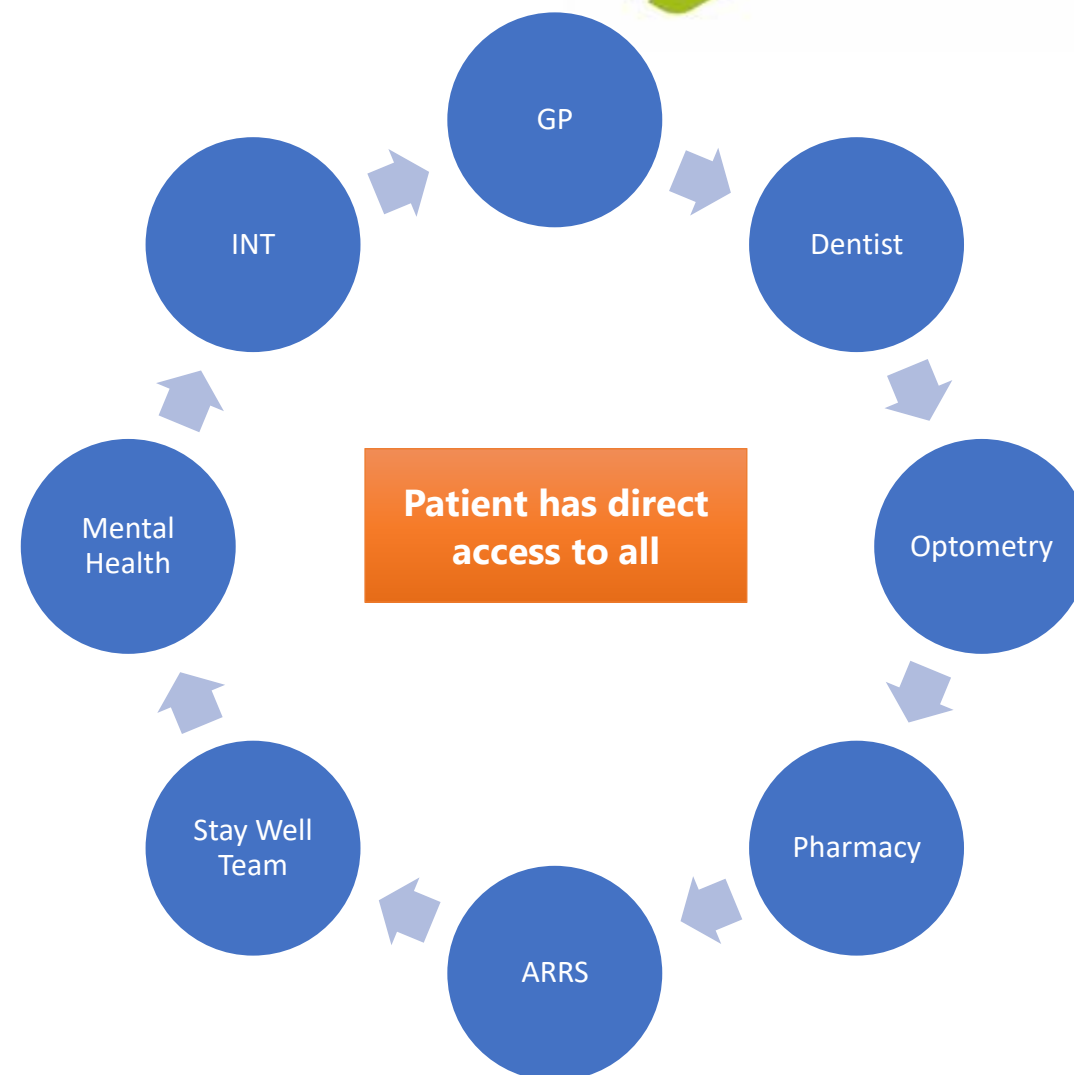 GP
Dentist
Optometry
Pharmacy
ARRS
Stay Well
Team
Mental
Health
INT
Patient has direct
access to all